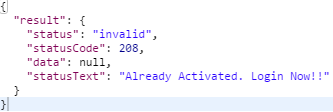 {
  "result": {
    "status": "invalid",
    "statusCode": 208,
    "data": null,
    "statusText": "Already Activated. Login Now!!"
  }
}